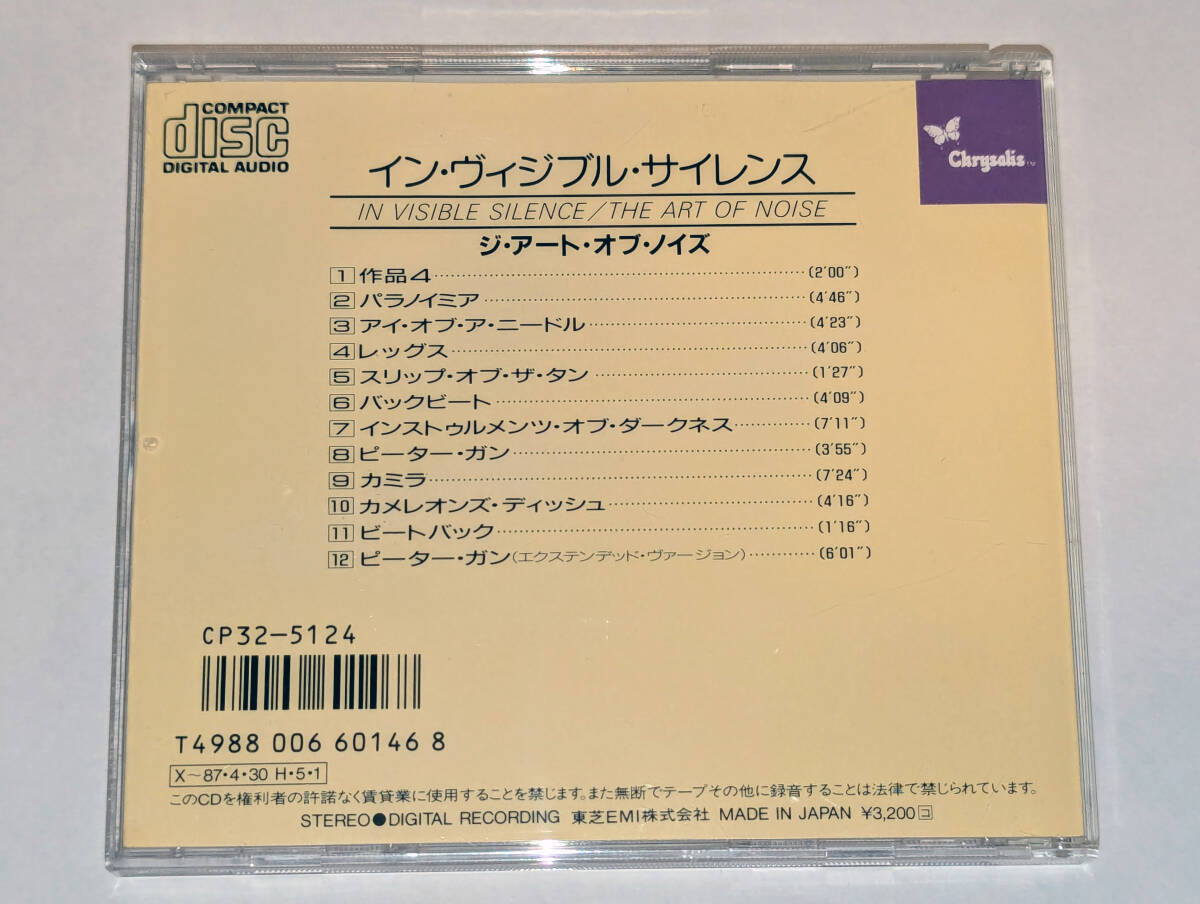 COMPACT
disc
DIGITAL AUDIO
Chrysalis TM
イン・ヴィジブル・サイレンス
IN VISIBLE SILENCE/THE ART OF NOISE
ジ・アート・オブ・ノイズ
1 作品4 (2'00")
2 パラノイミア (4'46")
3 アイ・オブ・ア・ニードル (4'23")
4 レッグス (4'06")
5 スリップ・オブ・ザ・タン (1'27")
6 バックビート (4'09")
7 インストゥルメンツ・オブ・ダークネス (7'11")
8 ピーター・ガン (3'55")
9 カミラ (7'24")
10 カメレオンズ・ディッシュ (4'16")
11 ビートバック (1'16")
12 ピーター・ガン(エクステンデッド・ヴァージョン) (6'01")
CP32-5124
T4988 006 60146 8
X～87・4・30 H・5・1
このCDを権利者の許諾なく賃貸業に使用することを禁じます。また無断でテープその他に録音することは法律で禁じられています。
STEREO●DIGITAL RECORDING 東芝EMI株式会社 MADE IN JAPAN ¥3,200 コ